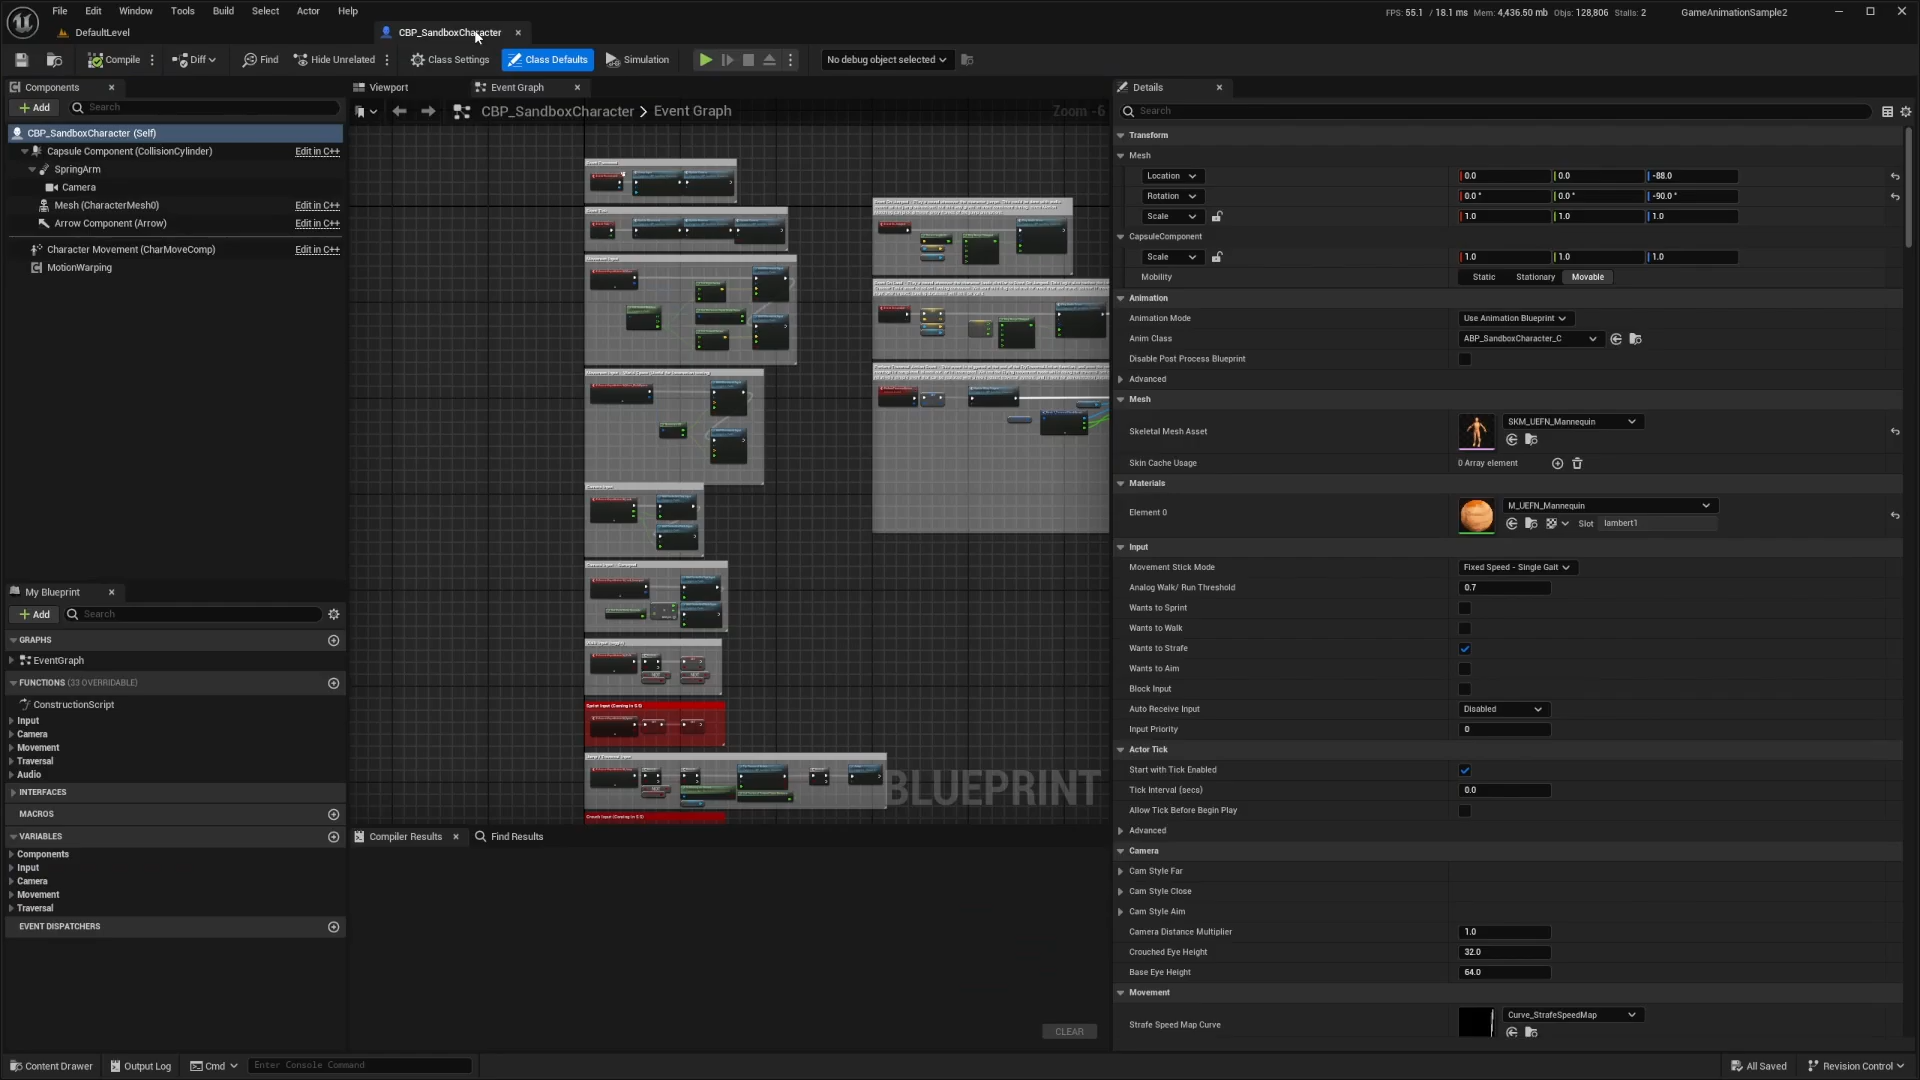 File Edit Window Tools Build Select Actor Help
FPS: 55.1 / 18.1 ms Mem: 4,436.50 mb Objs: 128,806 Stalls: 2 GameAnimationSample2
DefaultLevel
CBP_SandboxCharacter
Compile Diff Find Hide Unrelated Class Settings Class Defaults Simulation No debug object selected
Components
Add Search
CBP_SandboxCharacter (Self)
Capsule Component (CollisionCylinder) Edit in C++
SpringArm
Camera
Mesh (CharacterMesh0) Edit in C++
Arrow Component (Arrow) Edit in C++
Character Movement (CharMoveComp) Edit in C++
MotionWarping
My Blueprint
Add Search
GRAPHS
EventGraph
FUNCTIONS (33 OVERRIDABLE)
ConstructionScript
Input
Camera
Movement
Traversal
Audio
INTERFACES
MACROS
VARIABLES
Components
Input
Camera
Movement
Traversal
EVENT DISPATCHERS
Viewport Event Graph
CBP_SandboxCharacter > Event Graph Zoom -6
BLUEPRINT
Compiler Results Find Results
CLEAR
Details
Search
Transform
Mesh
Location 0.0 0.0 -88.0
Rotation 0.0 ° 0.0 ° -90.0 °
Scale 1.0 1.0 1.0
CapsuleComponent
Scale 1.0 1.0 1.0
Mobility Static Stationary Movable
Animation
Animation Mode Use Animation Blueprint
Anim Class ABP_SandboxCharacter_C
Disable Post Process Blueprint
Advanced
Mesh
Skeletal Mesh Asset SKM_UEFN_Mannequin
Skin Cache Usage 0 Array element
Materials
Element 0 M_UEFN_Mannequin
Slot lambert1
Input
Movement Stick Mode Fixed Speed - Single Gait
Analog Walk/ Run Threshold 0.7
Wants to Sprint
Wants to Walk
Wants to Strafe
Wants to Aim
Block Input
Auto Receive Input Disabled
Input Priority 0
Actor Tick
Start with Tick Enabled
Tick Interval (secs) 0.0
Allow Tick Before Begin Play
Advanced
Camera
Cam Style Far
Cam Style Close
Cam Style Aim
Camera Distance Multiplier 1.0
Crouched Eye Height 32.0
Base Eye Height 64.0
Movement
Strafe Speed Map Curve Curve_StrafeSpeedMap
Content Drawer Output Log Cmd Enter Console Command All Saved Revision Control